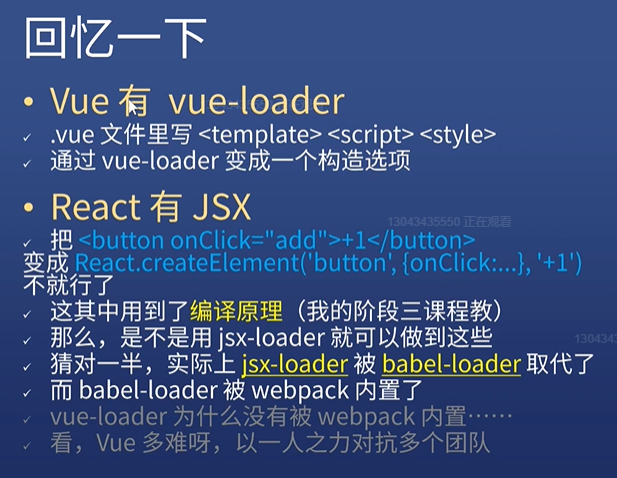 回忆一下
• Vue 有 vue-loader
✓ .vue 文件里写 <template> <script> <style>
✓ 通过 vue-loader 变成一个构造选项
• React 有 JSX
13043435550 正在观看
✓ 把 <button onClick="add">+1</button>
变成 React.createElement('button', {onClick:...}, '+1')
不就行了
✓ 这其中用到了编译原理（我的阶段三课程教）
✓ 那么，是不是用 jsx-loader 就可以做到这些
130434
✓ 猜对一半，实际上 jsx-loader 被 babel-loader 取代了
✓ 而 babel-loader 被 webpack 内置了
✓ vue-loader 为什么没有被 webpack 内置……
✓ 看，Vue 多难呀，以一人之力对抗多个团队